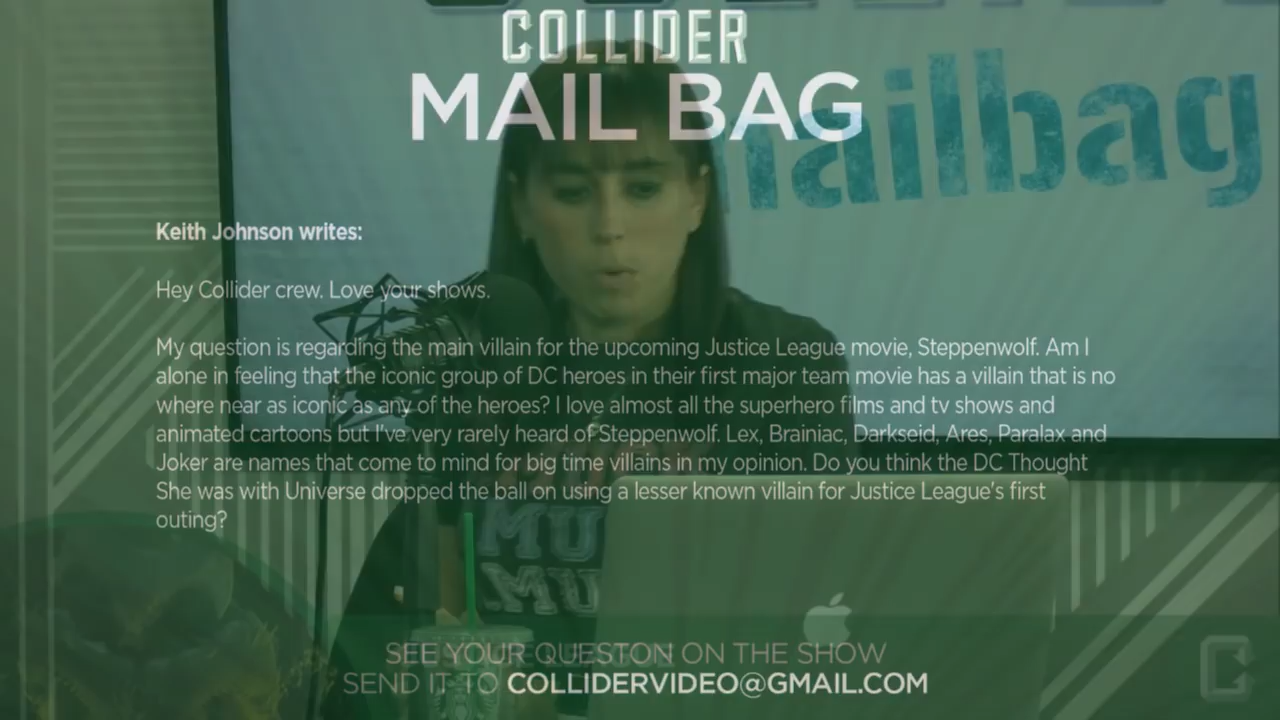 COLLIDER
MAIL BAG
mailbag
Keith Johnson writes:
Hey Collider crew. Love your shows.
My question is regarding the main villain for the upcoming Justice League movie, Steppenwolf. Am I
alone in feeling that the iconic group of DC heroes in their first major team movie has a villain that is no
where near as iconic as any of the heroes? I love almost all the superhero films and tv shows and
animated cartoons but I've very rarely heard of Steppenwolf. Lex, Brainiac, Darkseid, Ares, Paralax and
Joker are names that come to mind for big time villains in my opinion. Do you think the DC Thought
She was with Universe dropped the ball on using a lesser known villain for Justice League's first
outing?
MU
MU
SEE YOUR QUESTON ON THE SHOW
SEND IT TO COLLIDERVIDEO@GMAIL.COM